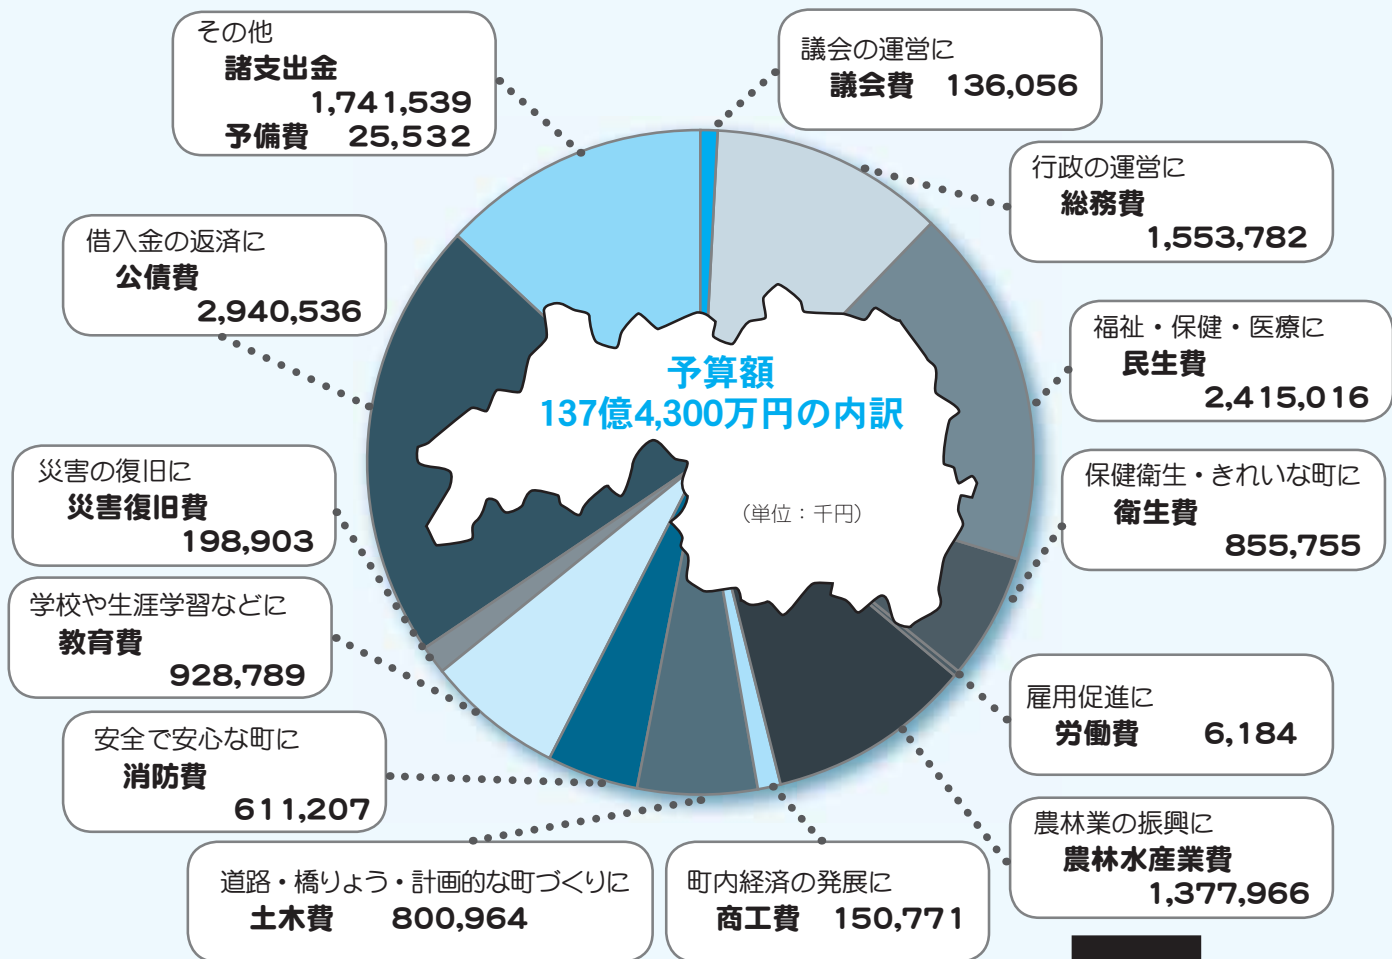 その他
諸支出金
1,741,539
予備費 25,532
議会の運営に
議会費 136,056
行政の運営に
総務費
1,553,782
借入金の返済に
公債費
2,940,536
福祉・保健・医療に
民生費
2,415,016
予算額
137億4,300万円の内訳
(単位:千円)
災害の復旧に
災害復旧費
198,903
保健衛生・きれいな町に
衛生費
855,755
学校や生涯学習などに
教育費
928,789
雇用促進に
労働費 6,184
安全で安心な町に
消防費
611,207
農林業の振興に
農林水産業費
1,377,966
道路・橋りょう・計画的な町づくりに
土木費 800,964
町内経済の発展に
商工費 150,771